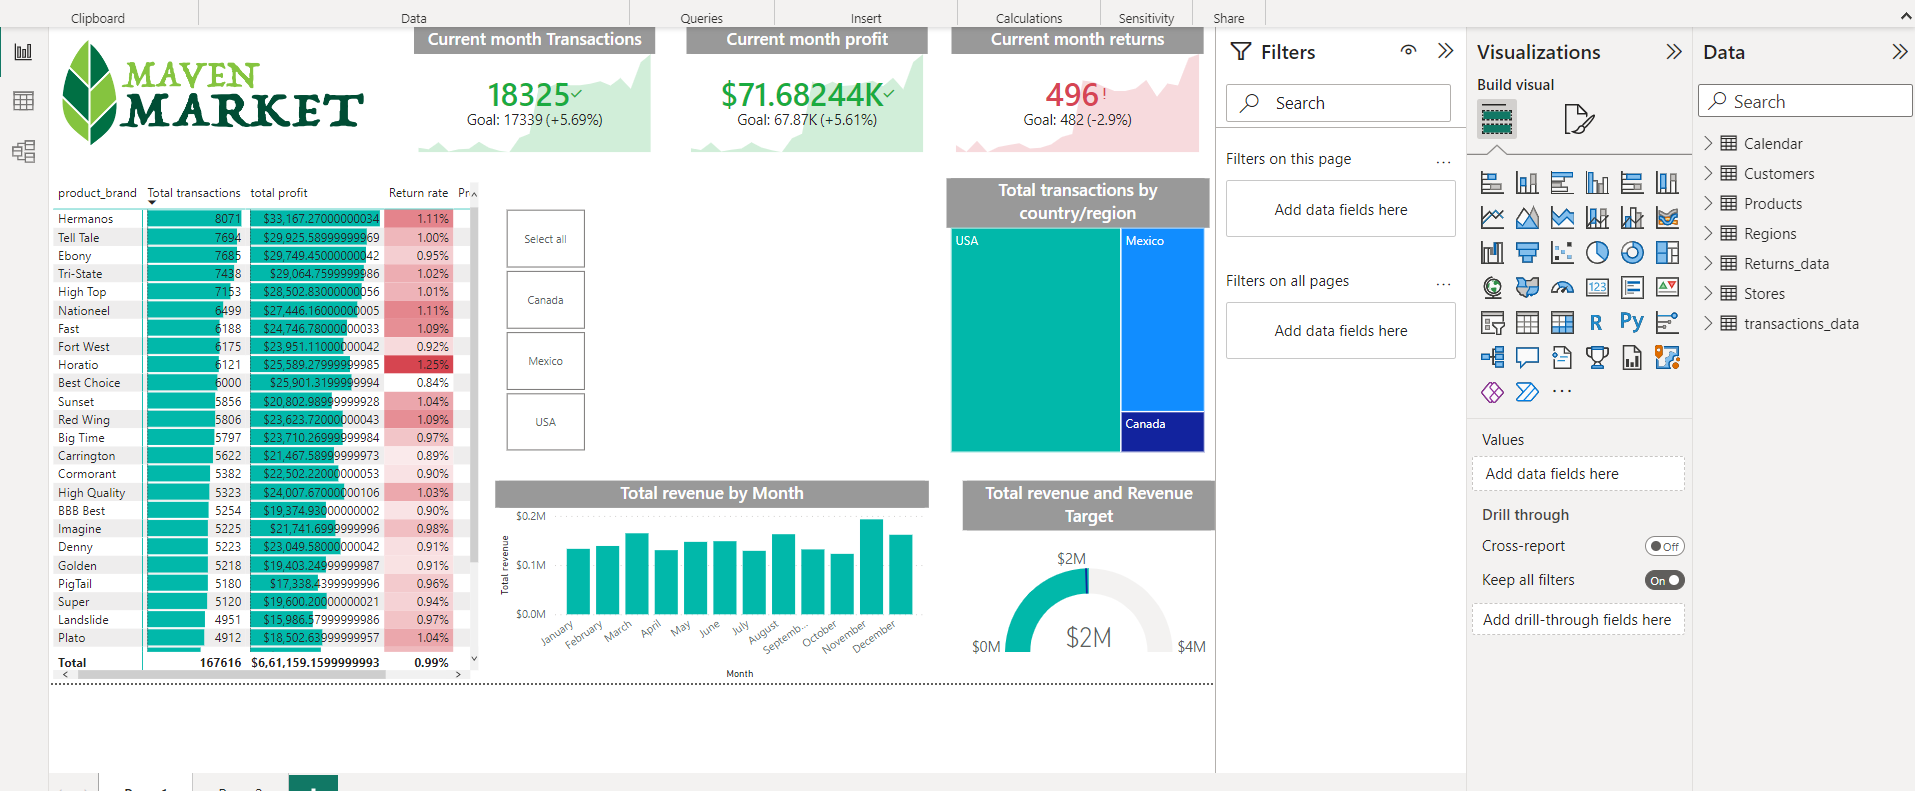 Clipboard
Data
Queries
Insert
Calculations
Sensitivity
Share
MAVEN
MARKET
Current month Transactions
18325
Goal: 17339 (+5.69%)
Current month profit
$71.68244K
Goal: 67.87K (+5.61%)
Current month returns
496!
Goal: 482 (-2.9%)
product_brand Total transactions total profit Return rate Pr
Hermanos 8071 $33,167.27000000034 1.11%
Tell Tale 7694 $29,925.58999999969 1.00%
Ebony 7685 $29,749.45000000042 0.95%
Tri-State 7438 $29,064.7599999986 1.02%
High Top 7153 $28,502.83000000056 1.01%
Nationeel 6499 $27,446.16000000005 1.11%
Fast 6188 $24,746.78000000033 1.09%
Fort West 6175 $23,951.11000000042 0.92%
Horatio 6121 $25,589.27999999985 1.25%
Best Choice 6000 $25,901.3199999994 0.84%
Sunset 5856 $20,802.98999999928 1.04%
Red Wing 5806 $23,623.72000000043 1.09%
Big Time 5797 $23,710.26999999984 0.97%
Carrington 5622 $21,467.58999999973 0.89%
Cormorant 5382 $22,502.22000000053 0.90%
High Quality 5323 $24,007.67000000106 1.03%
BBB Best 5254 $19,374.93000000002 0.90%
Imagine 5225 $21,741.6999999996 0.98%
Denny 5223 $23,049.58000000042 0.91%
Golden 5218 $19,403.24999999987 0.91%
PigTail 5180 $17,338.4399999996 0.96%
Super 5120 $19,600.20000000021 0.94%
Landslide 4951 $15,986.57999999986 0.97%
Plato 4912 $18,502.63999999957 1.04%
Total 167616 $6,61,159.1599999993 0.99%
Select all
Canada
Mexico
USA
Total transactions by
country/region
USA
Mexico
Canada
Total revenue by Month
$0.2M
$0.1M
$0.0M
Total revenue
January
February
March
April
May
June
July
August
Septemb...
October
November
December
Month
Total revenue and Revenue
Target
$2M
$2M
$0M
$4M
Filters
Search
Filters on this page ...
Add data fields here
Filters on all pages ...
Add data fields here
Visualizations
Build visual
123
R
Py
...
Values
Add data fields here
Drill through
Cross-report Off
Keep all filters On
Add drill-through fields here
Data
Search
Calendar
Customers
Products
Regions
Returns_data
Stores
transactions_data